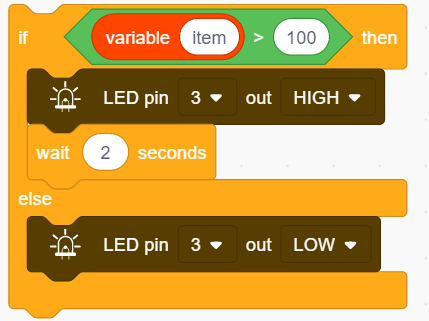 if variable item > 100 then
LED pin 3 out HIGH
wait 2 seconds
else
LED pin 3 out LOW